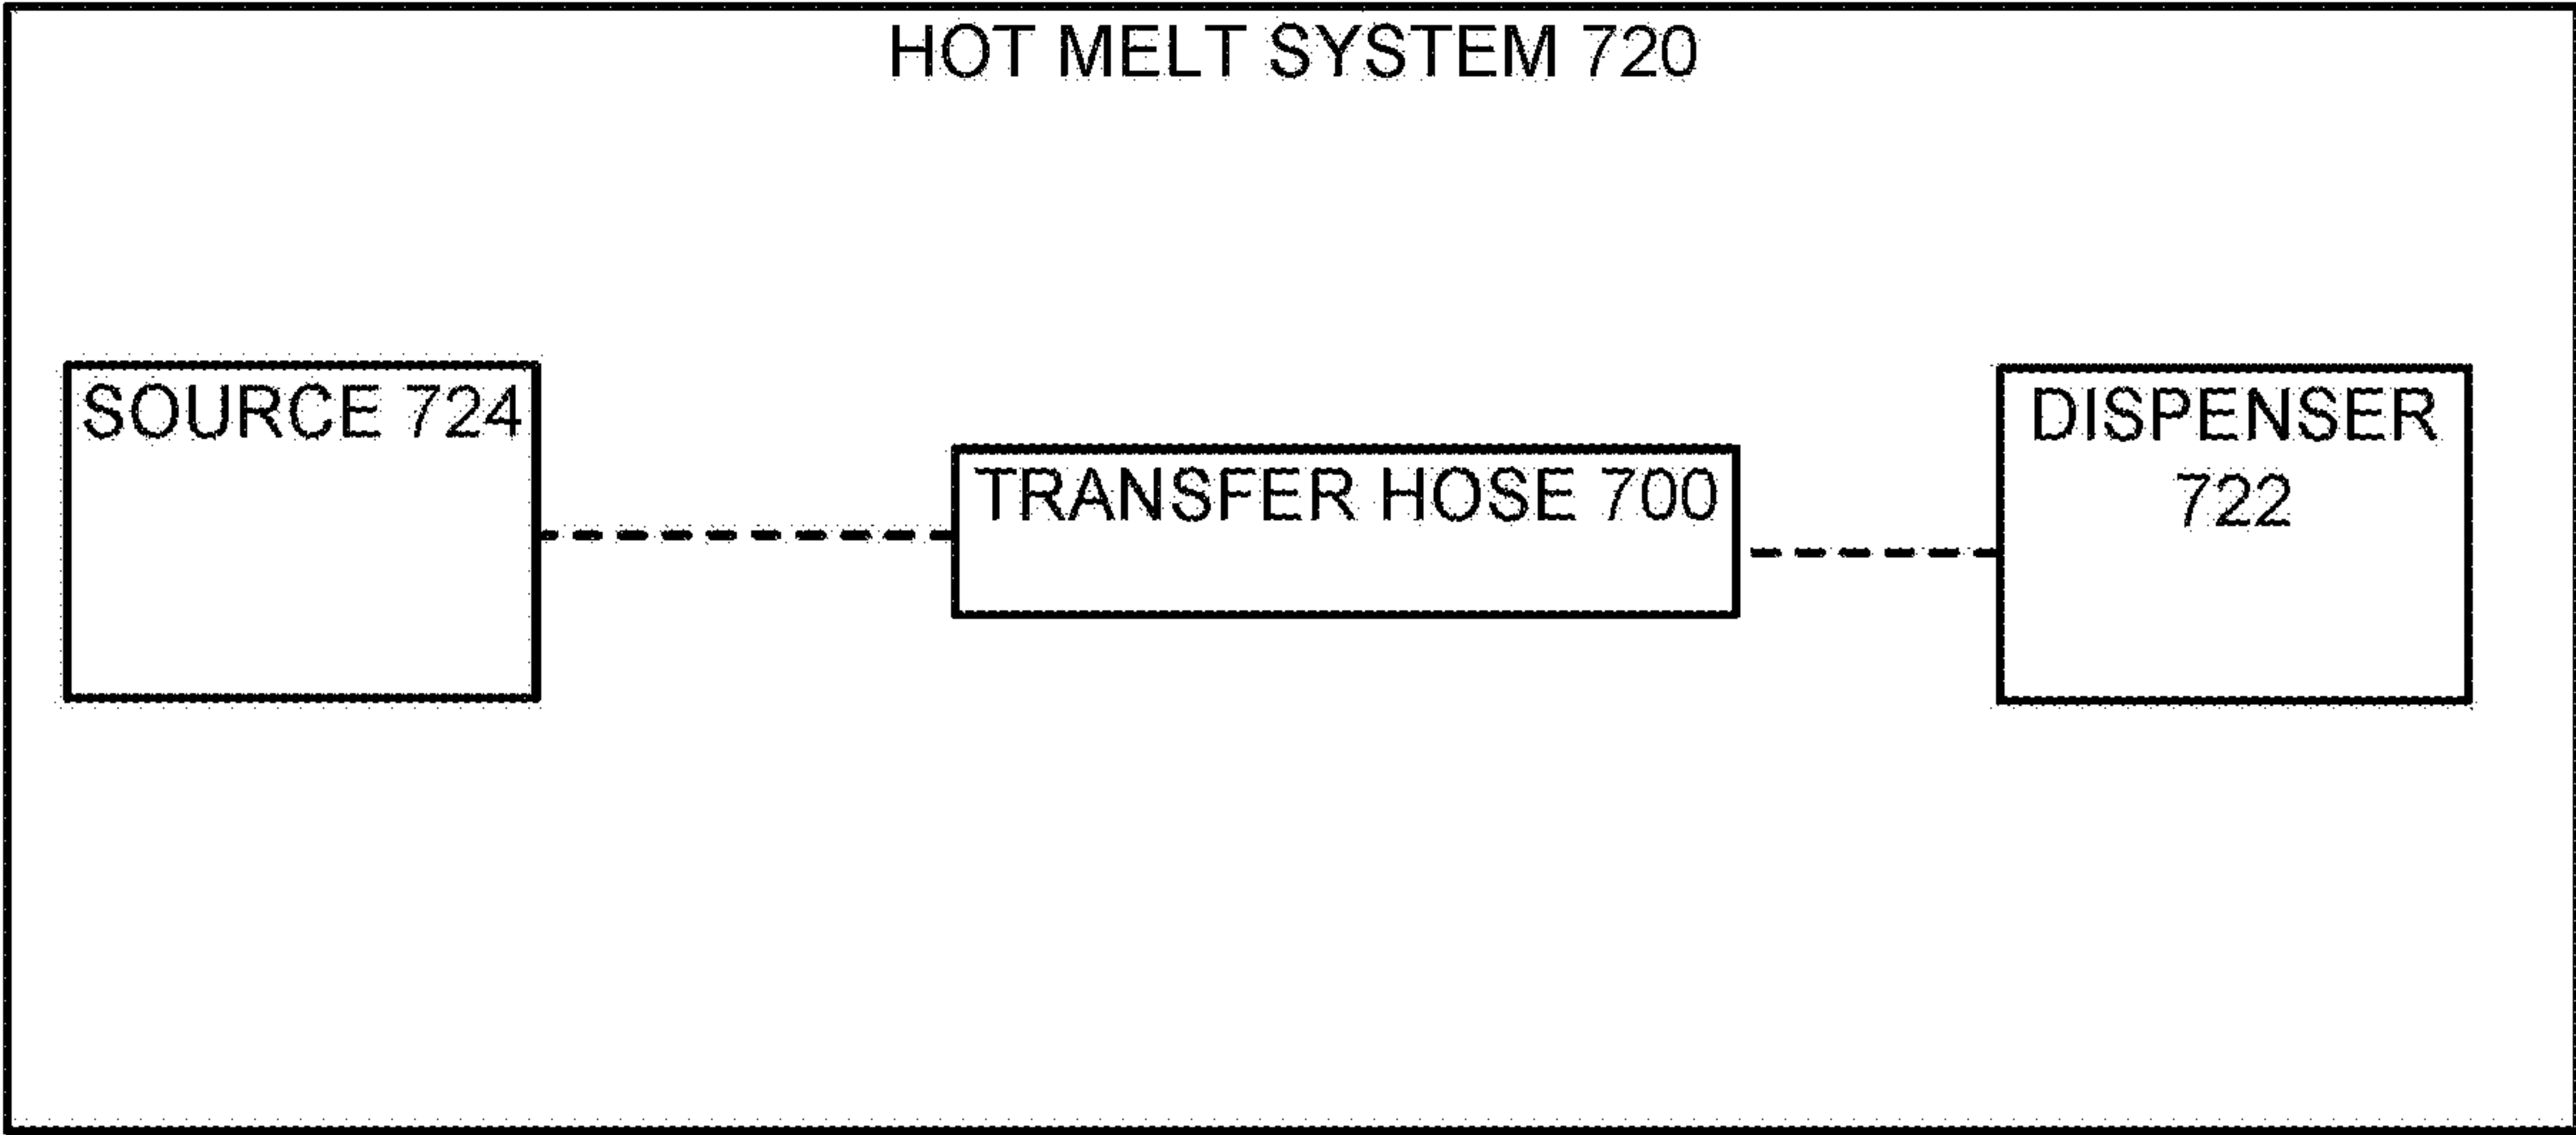 HOT MELT SYSTEM 720
SOURCE 724
TRANSFER HOSE 700
DISPENSER
722